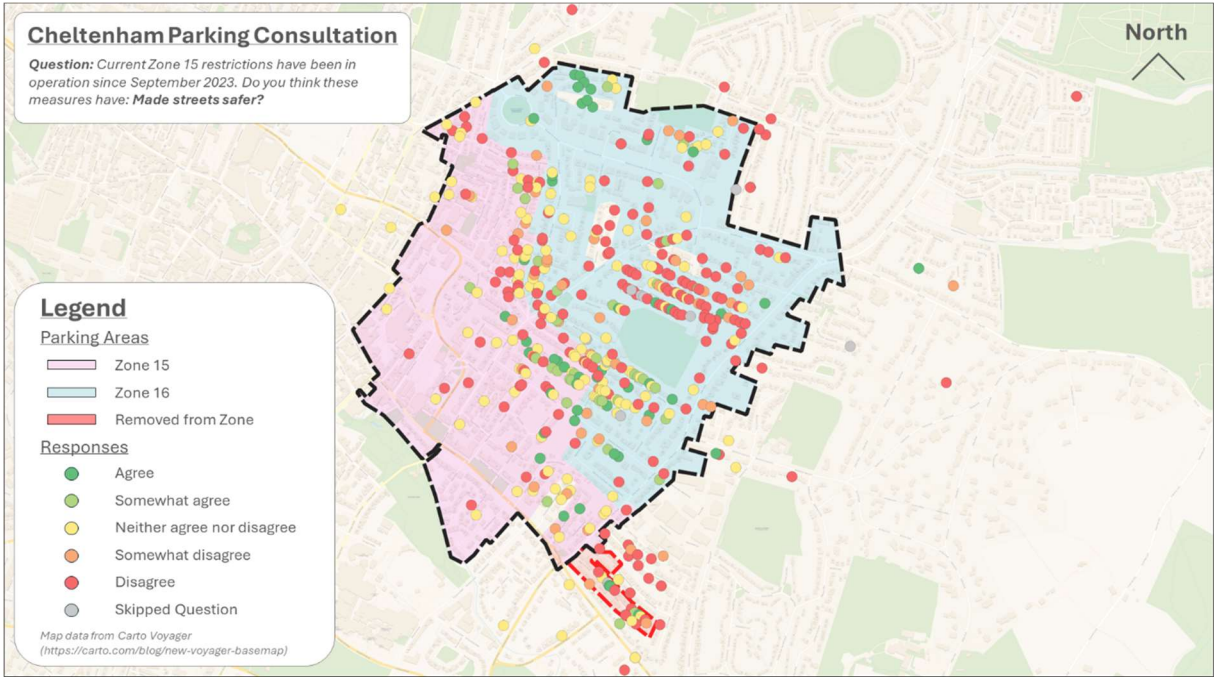 Cheltenham Parking Consultation
Question: Current Zone 15 restrictions have been in
operation since September 2023. Do you think these
measures have: Made streets safer?
North
Legend
Parking Areas
Zone 15
Zone 16
Removed from Zone
Responses
Agree
Somewhat agree
Neither agree nor disagree
Somewhat disagree
Disagree
Skipped Question
Map data from Carto Voyager
(https://carto.com/blog/new-voyager-basemap)